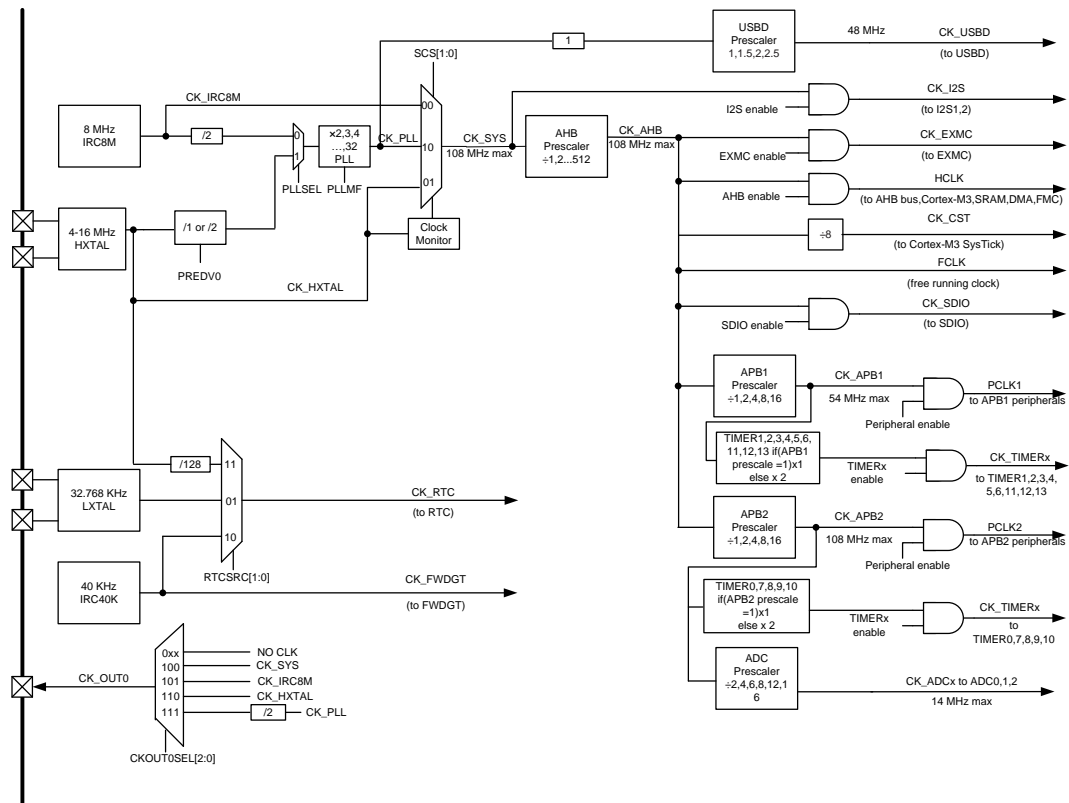 USBD
Prescaler
1,1.5,2,2.5
1
48 MHz
CK_USBD
(to USBD)
SCS[1:0]
CK_IRC8M
00
CK_I2S
I2S enable
(to I2S1,2)
8 MHz
IRC8M
/2
0
1
×2,3,4
…,32
PLL
CK_PLL
10
CK_SYS
108 MHz max
AHB
Prescaler
÷1,2...512
CK_AHB
108 MHz max
CK_EXMC
EXMC enable
(to EXMC)
PLLSEL
PLLMF
01
HCLK
AHB enable
(to AHB bus,Cortex-M3,SRAM,DMA,FMC)
4-16 MHz
HXTAL
/1 or /2
Clock
Monitor
CK_CST
÷8
(to Cortex-M3 SysTick)
PREDV0
FCLK
(free running clock)
CK_HXTAL
CK_SDIO
SDIO enable
(to SDIO)
APB1
Prescaler
÷1,2,4,8,16
CK_APB1
54 MHz max
PCLK1
to APB1 peripherals
Peripheral enable
TIMER1,2,3,4,5,6,
11,12,13 if(APB1
prescale =1)x1
else x 2
TIMERx
enable
CK_TIMERx
to TIMER1,2,3,4,
5,6,11,12,13
/128
11
32.768 KHz
LXTAL
01
CK_RTC
(to RTC)
10
APB2
Prescaler
÷1,2,4,8,16
CK_APB2
108 MHz max
PCLK2
to APB2 peripherals
Peripheral enable
RTCSRC[1:0]
40 KHz
IRC40K
CK_FWDGT
(to FWDGT)
TIMER0,7,8,9,10
if(APB2 prescale
=1)x1
else x 2
TIMERx
enable
CK_TIMERx
to
TIMER0,7,8,9,10
0xx
NO CLK
100
CK_SYS
CK_OUT0
101
CK_IRC8M
110
CK_HXTAL
111
/2
CK_PLL
CKOUT0SEL[2:0]
ADC
Prescaler
÷2,4,6,8,12,1
6
CK_ADCx to ADC0,1,2
14 MHz max